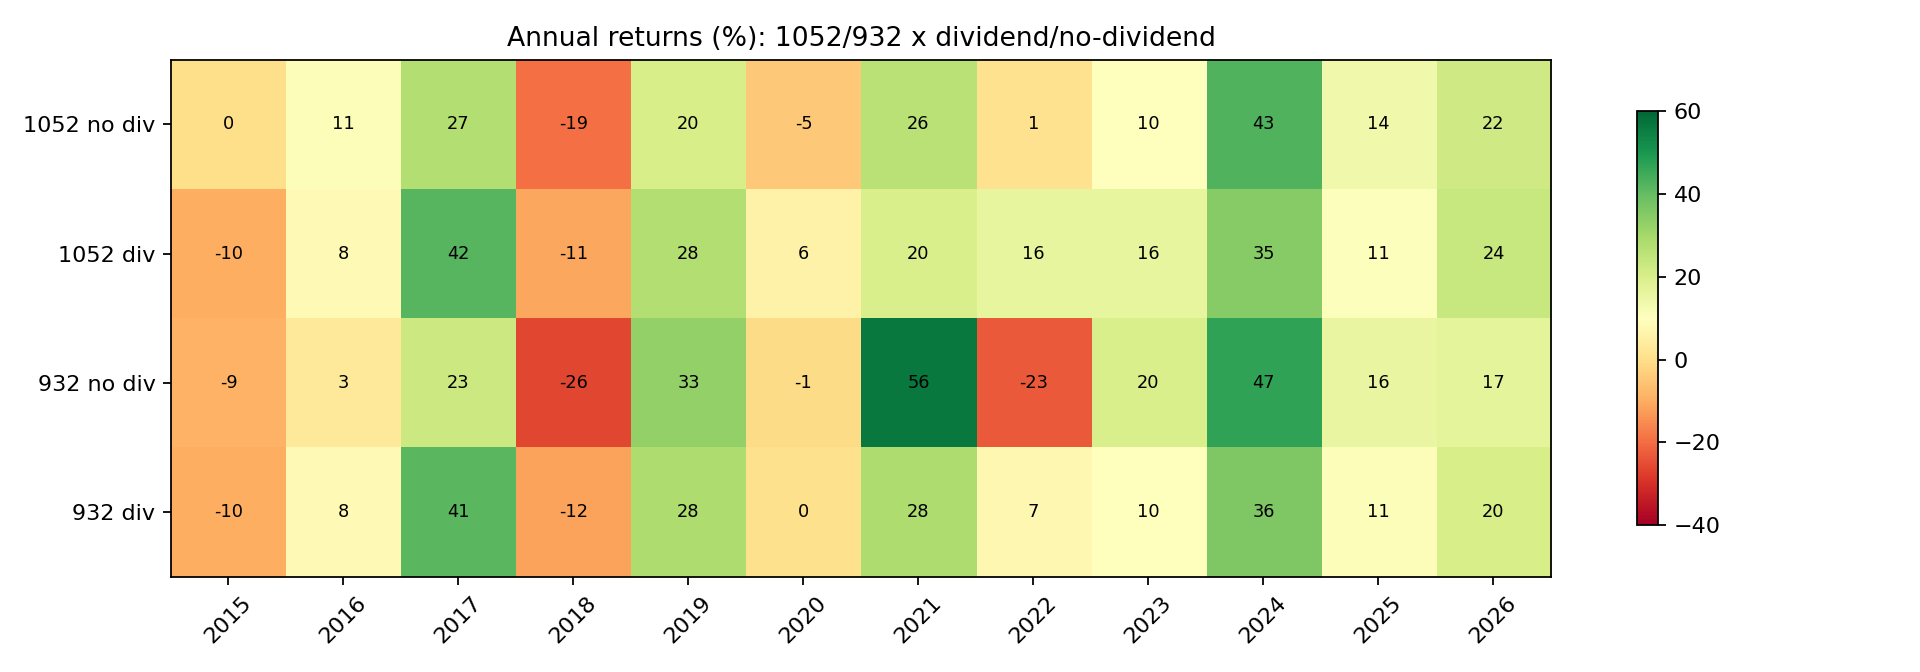 Annual returns (%): 1052/932 x dividend/no-dividend
1052 no div 0 11 27 -19 20 -5 26 1 10 43 14 22
1052 div -10 8 42 -11 28 6 20 16 16 35 11 24
932 no div -9 3 23 -26 33 -1 56 -23 20 47 16 17
932 div -10 8 41 -12 28 0 28 7 10 36 11 20
2015 2016 2017 2018 2019 2020 2021 2022 2023 2024 2025 2026
60
40
20
0
−20
−40